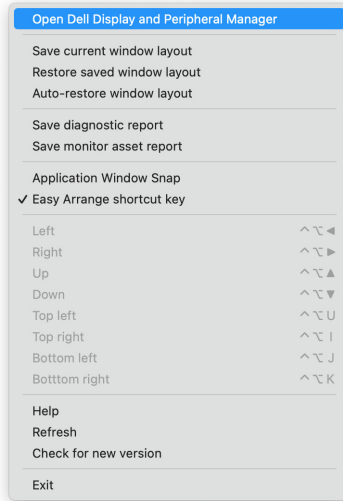 Open Dell Display and Peripheral Manager
Save current window layout
Restore saved window layout
Auto-restore window layout
Save diagnostic report
Save monitor asset report
Application Window Snap
✓ Easy Arrange shortcut key
Left ^⌥◀
Right ^⌥▶
Up ^⌥▲
Down ^⌥▼
Top left ^⌥U
Top right ^⌥I
Bottom left ^⌥J
Botttom right ^⌥K
Help
Refresh
Check for new version
Exit